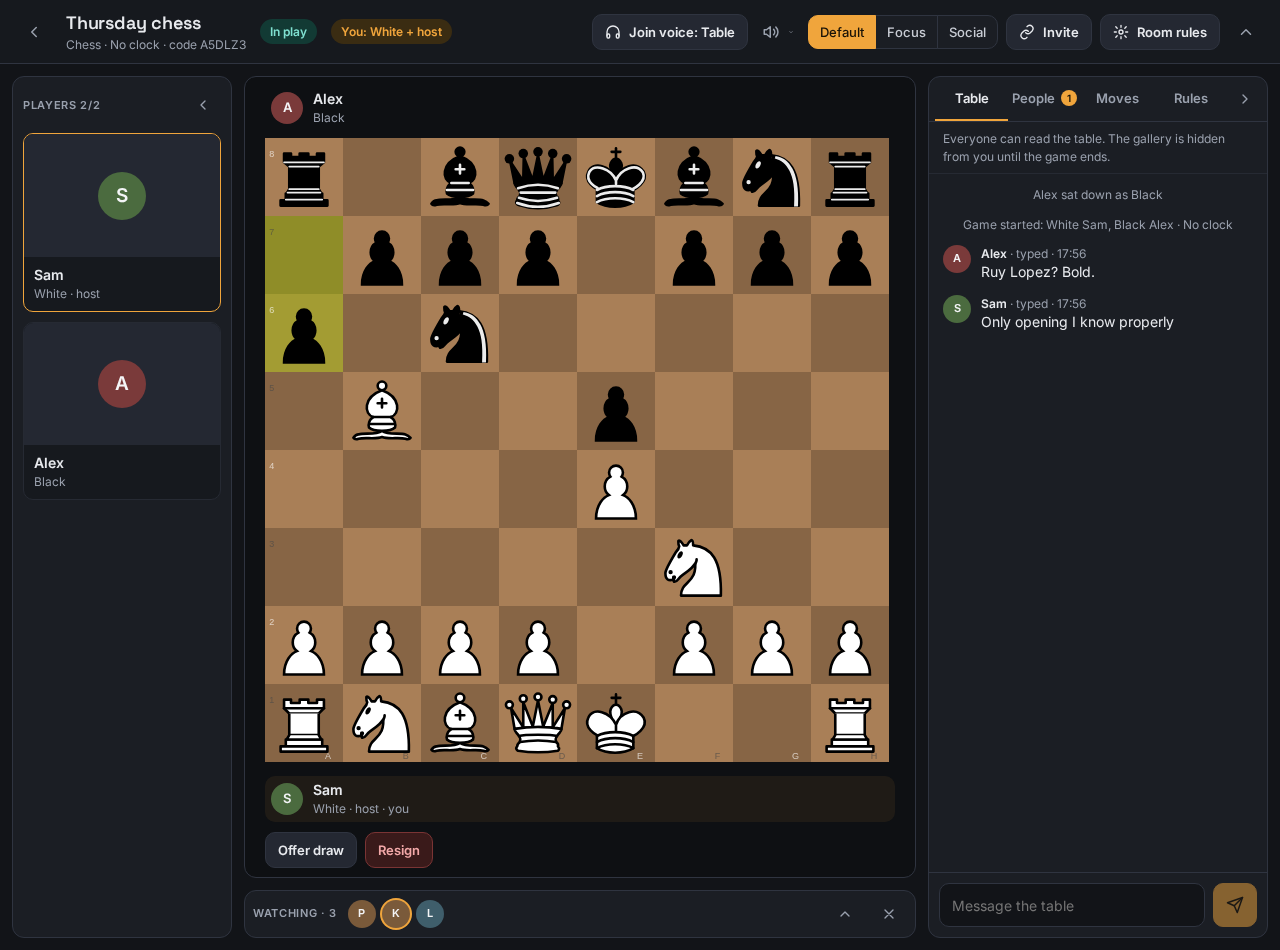 Thursday chess
Chess · No clock · code A5DLZ3
In play
You: White + host
Join voice: Table
Default
Focus
Social
Invite
Room rules
PLAYERS 2/2
S
Sam
White · host
A
Alex
Black
A
Alex
Black
8
7
6
5
4
3
2
1
A
B
C
D
E
F
G
H
S
Sam
White · host · you
Offer draw
Resign
WATCHING · 3
P
K
L
Table
People 1
Moves
Rules
Everyone can read the table. The gallery is hidden
from you until the game ends.
Alex sat down as Black
Game started: White Sam, Black Alex · No clock
A
Alex · typed · 17:56
Ruy Lopez? Bold.
S
Sam · typed · 17:56
Only opening I know properly
Message the table